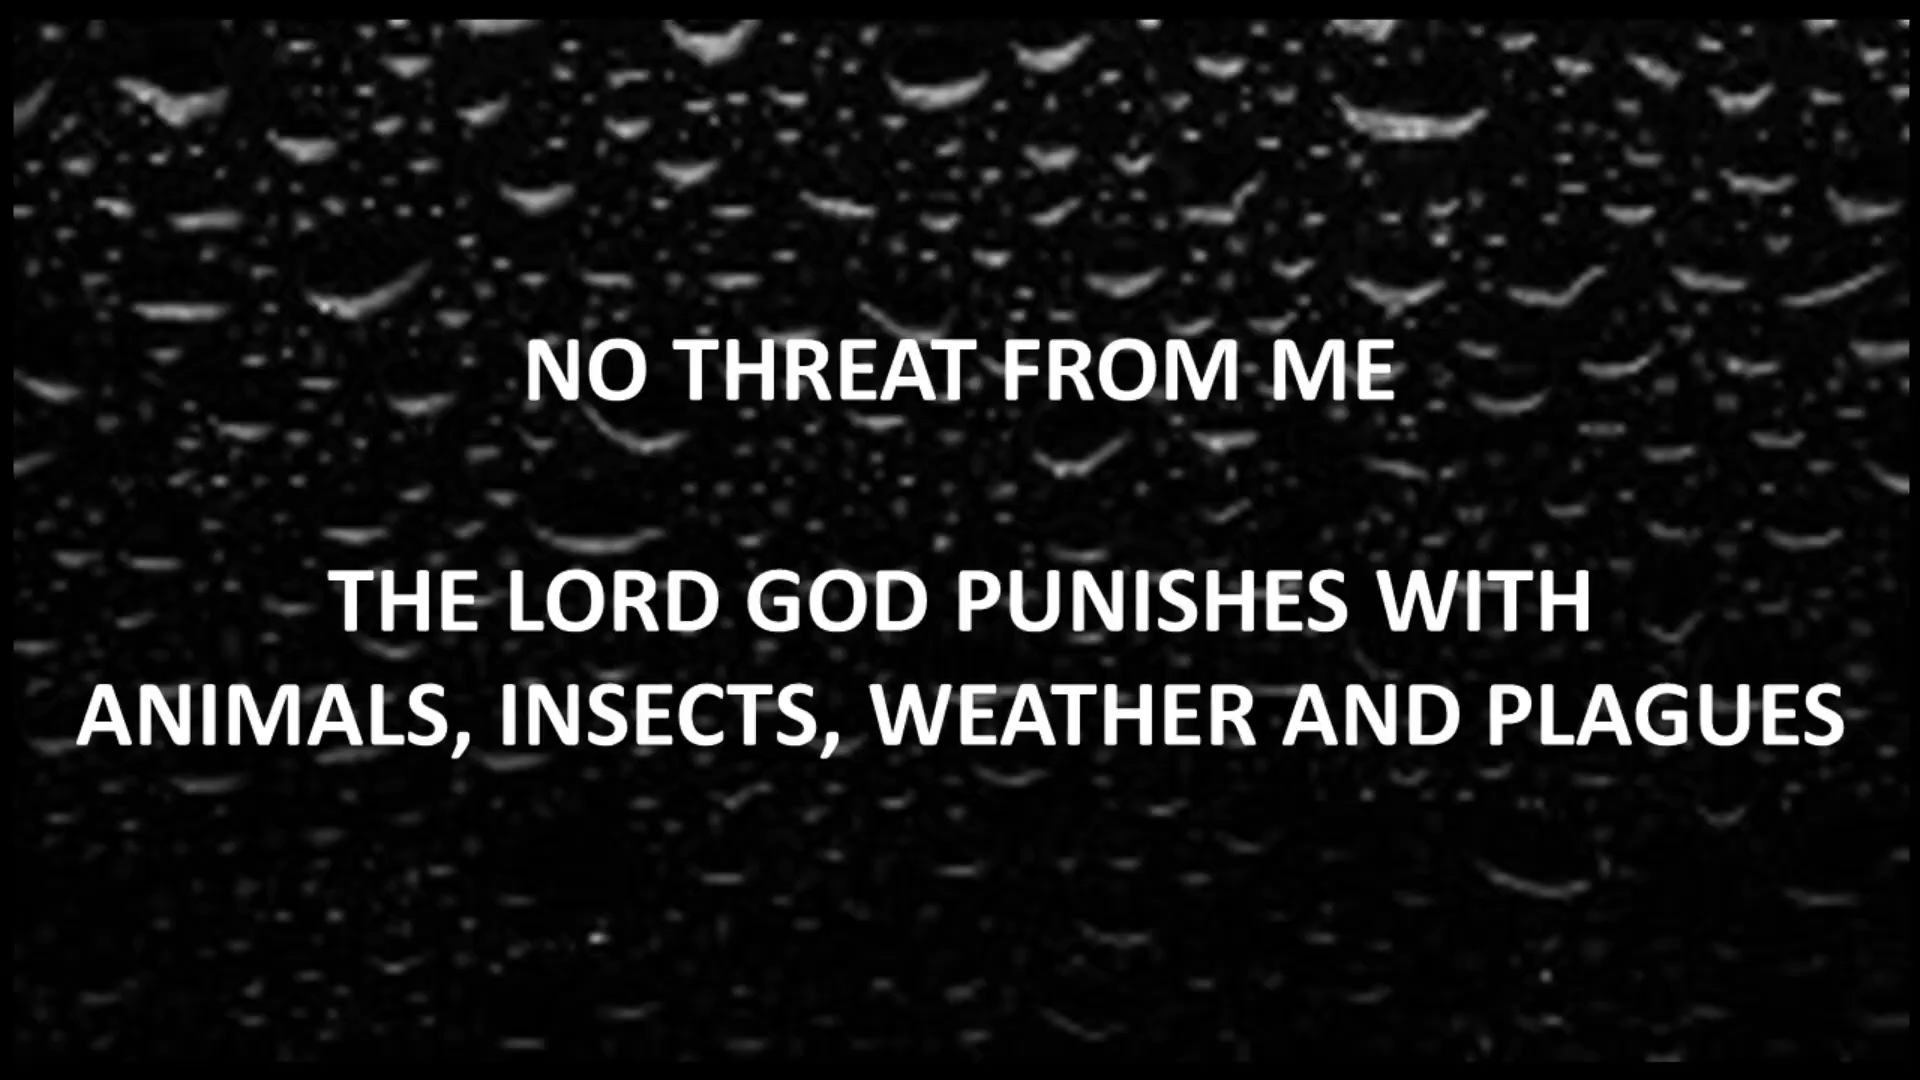 NO THREAT FROM ME
THE LORD GOD PUNISHES WITH
ANIMALS, INSECTS, WEATHER AND PLAGUES